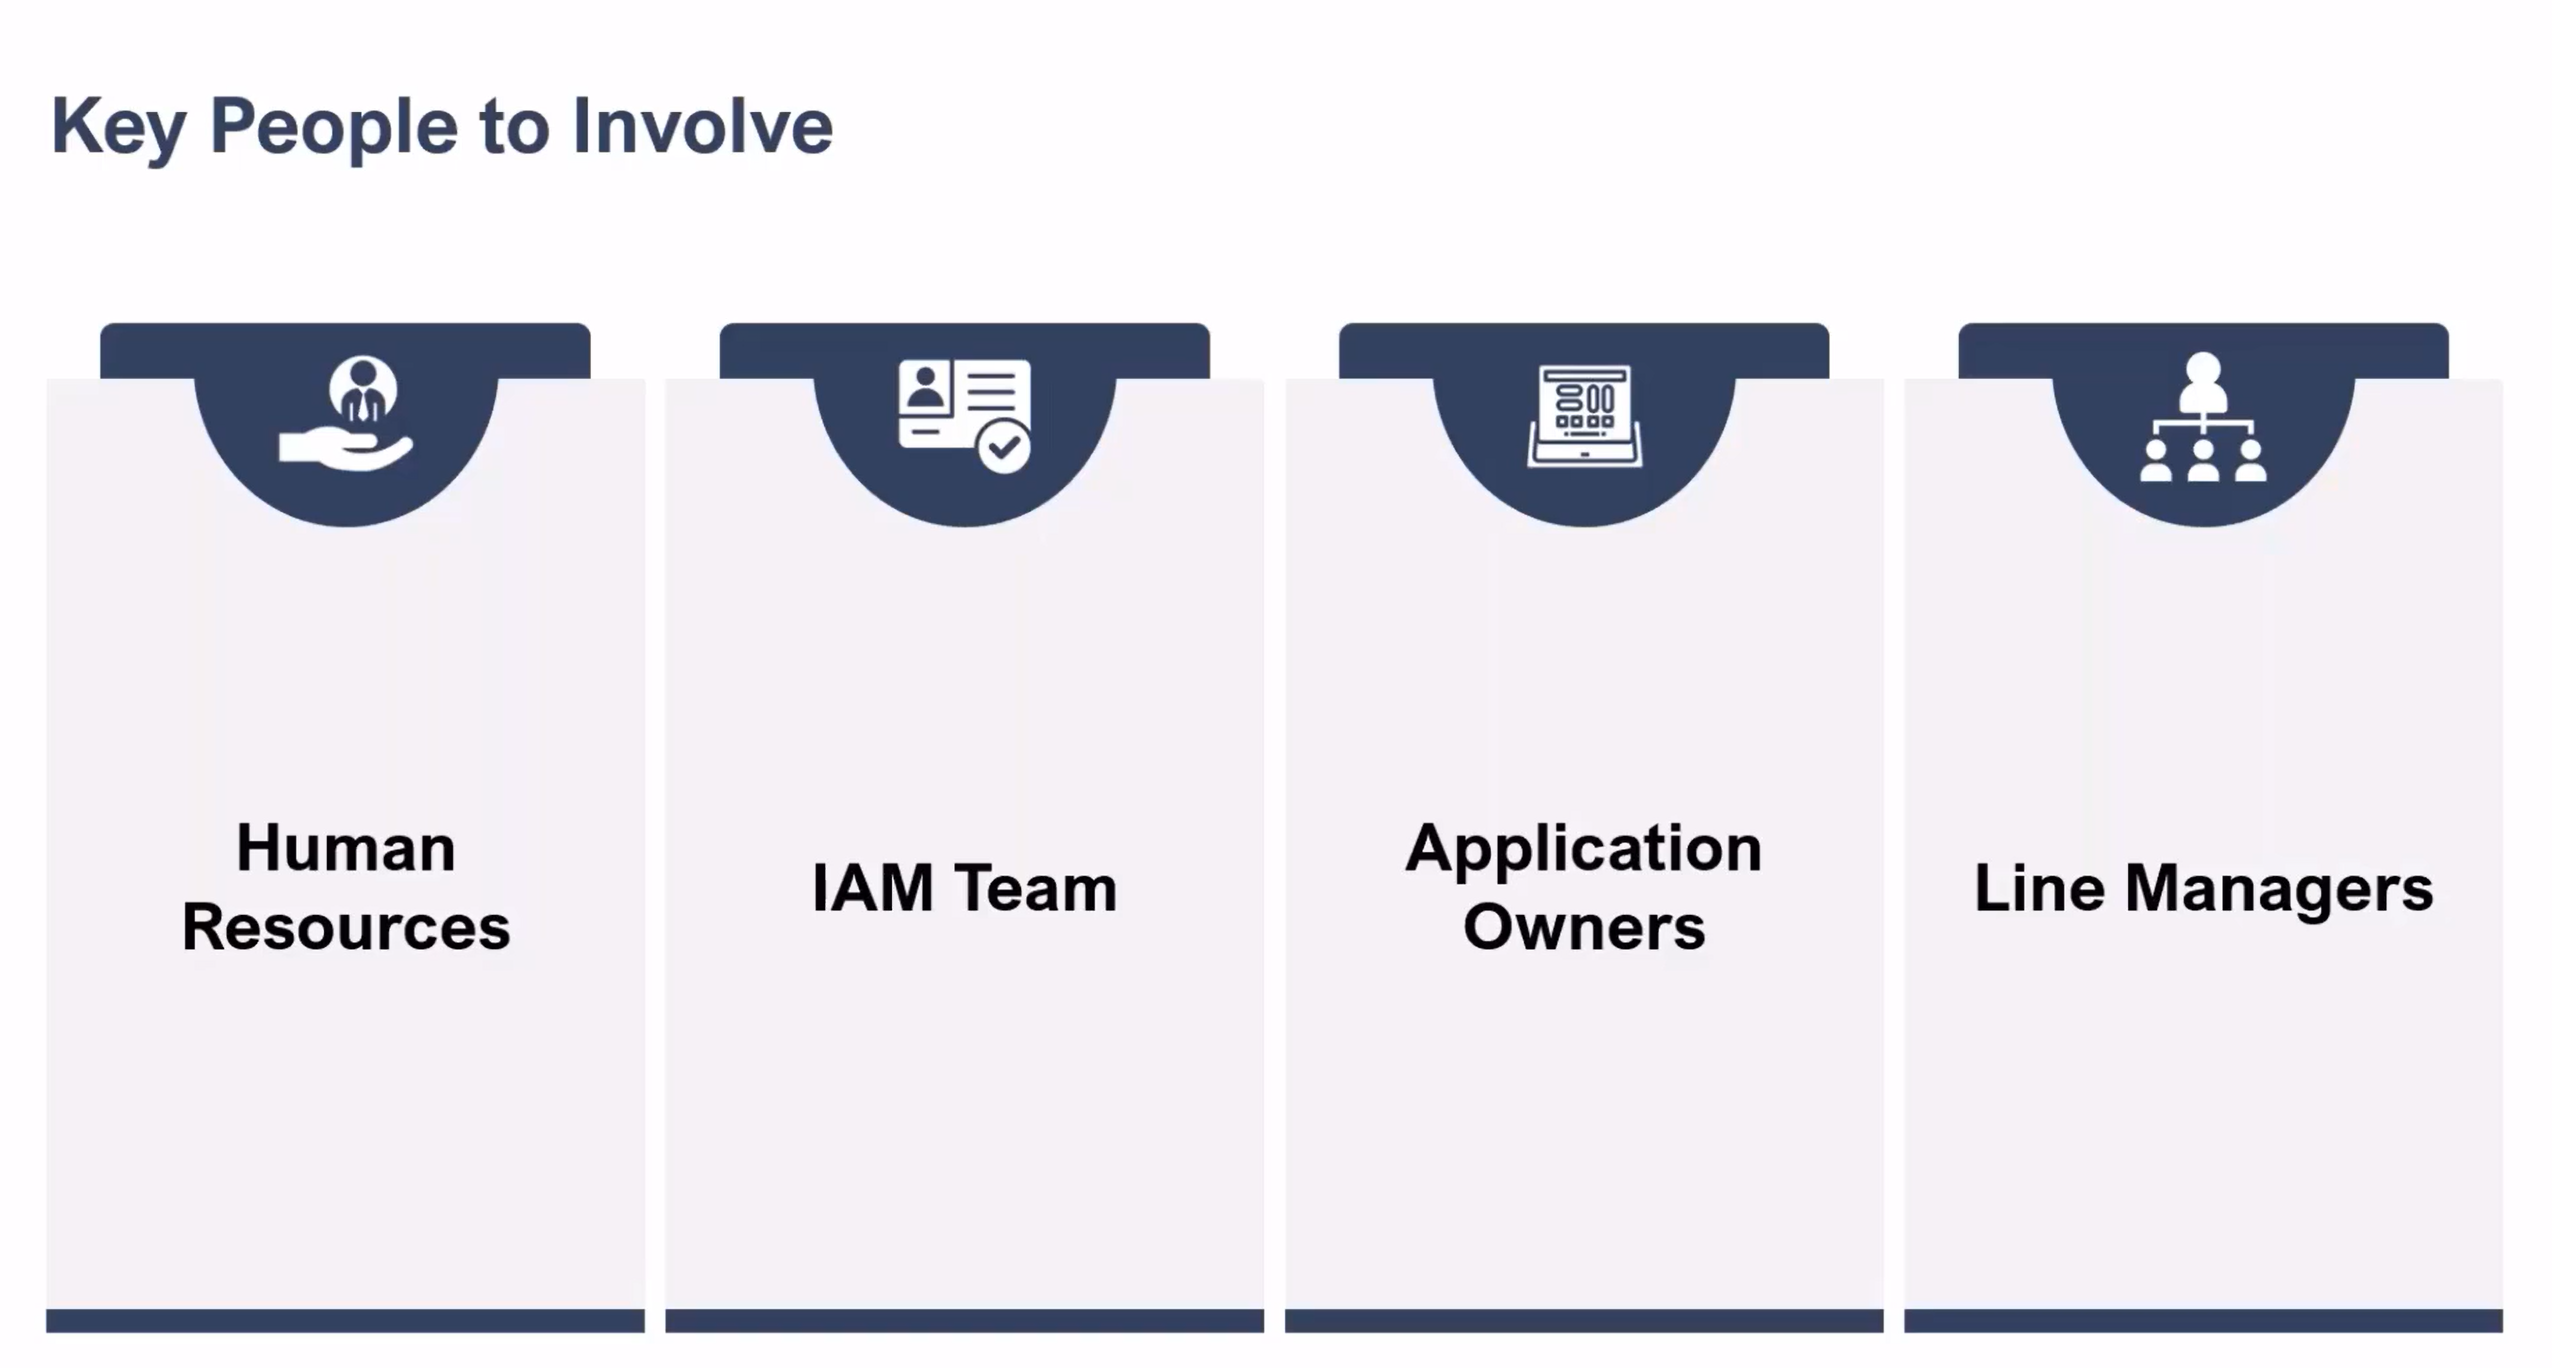 Key People to Involve
Human
Resources
IAM Team
Application
Owners
Line Managers